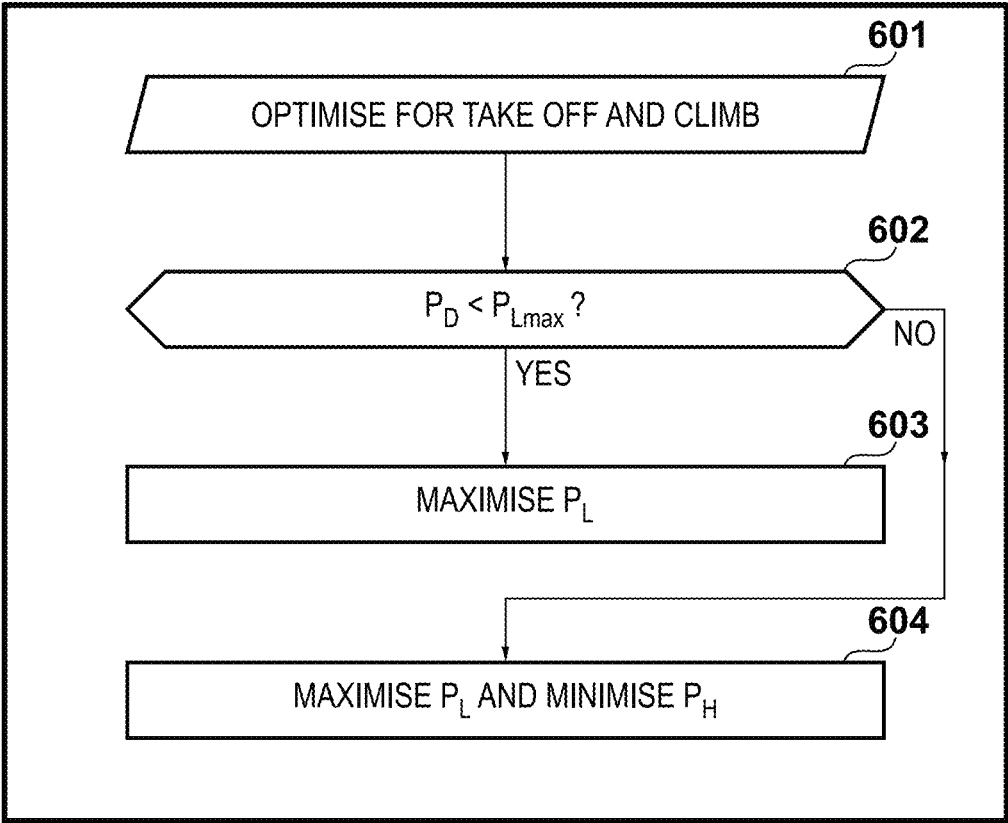 601
OPTIMISE FOR TAKE OFF AND CLIMB
602
P_D < P_Lmax ?
NO
YES
603
MAXIMISE P_L
604
MAXIMISE P_L AND MINIMISE P_H